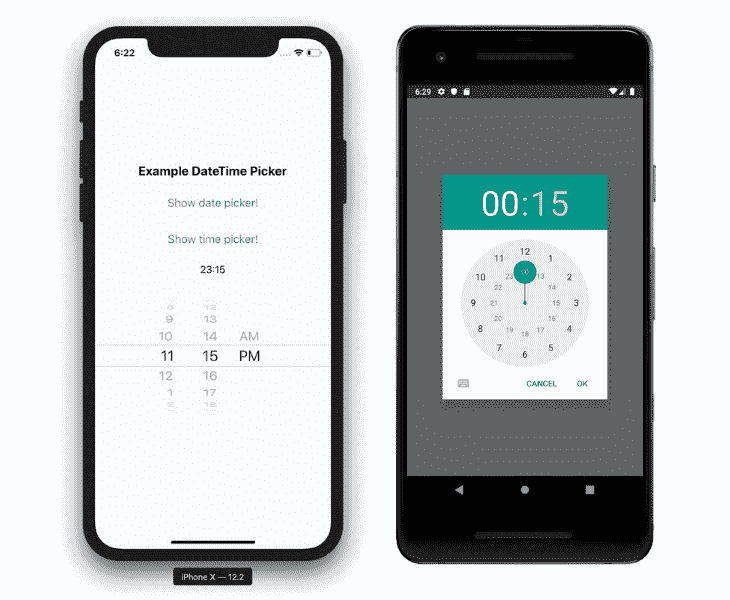 6:22
Example DateTime Picker
Show date picker!
Show time picker!
23:15
8 12
9 13
10 14 AM
11 15 PM
12 16
1 17
2 18
iPhone X — 12.2
6:29
00:15
12
11 1
23 00 13
10 2
22 14
9 21 15 3
20 16
8 4
19 18 17
7 5
6
CANCEL OK